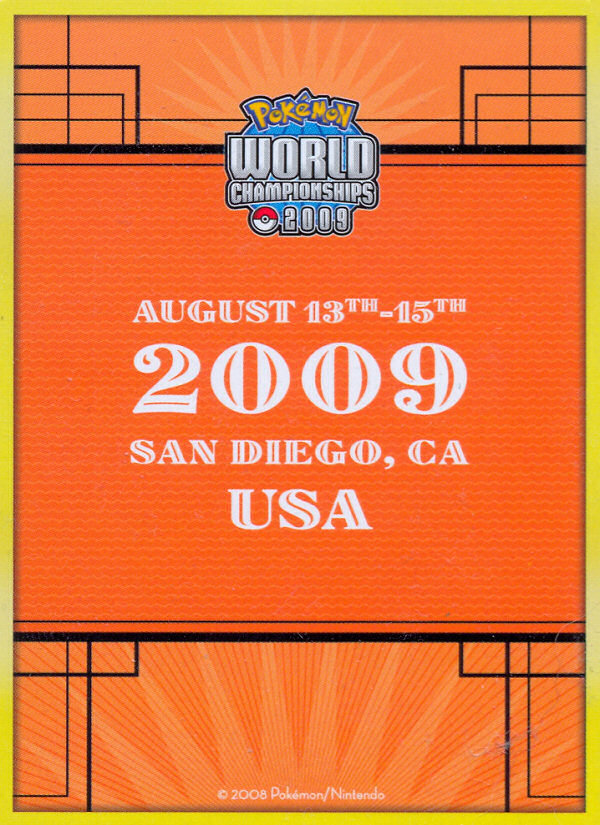 Pokémon
WORLD
CHAMPIONSHIPS
2009
AUGUST 13TH-15TH
2009
SAN DIEGO, CA
USA
© 2008 Pokémon/Nintendo